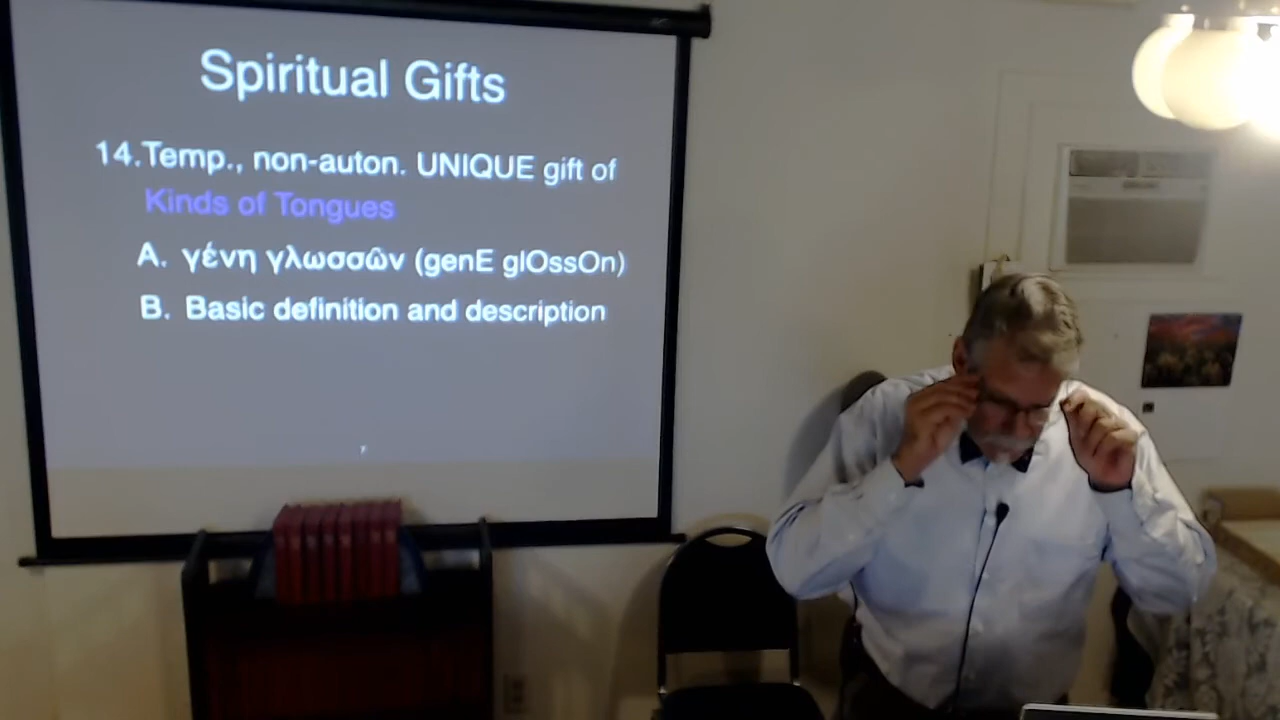 Spiritual Gifts
14. Temp., non-auton. UNIQUE gift of
Kinds of Tongues
A. γένη γλωσσῶν (genE glOssOn)
B. Basic definition and description